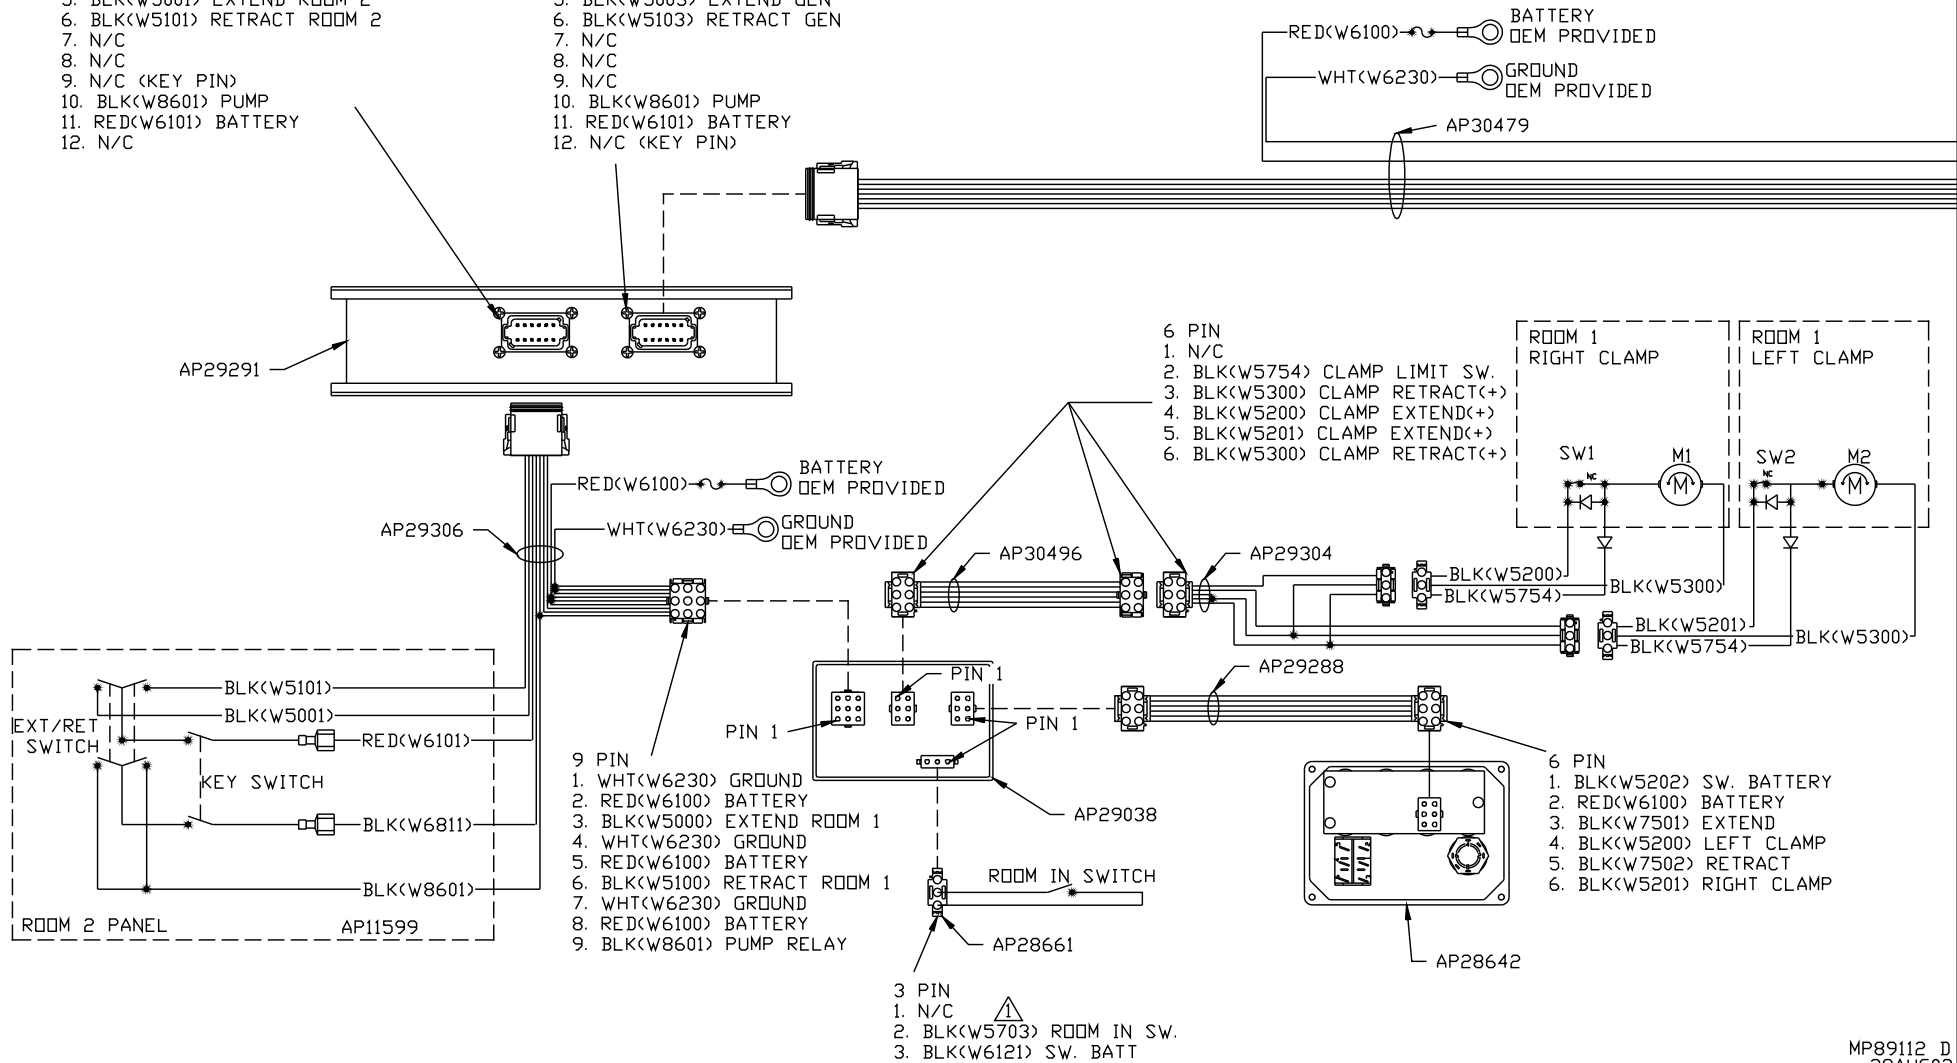 6. BLK(W5101) RETRACT ROOM 2
7. N/C
8. N/C
9. N/C (KEY PIN)
10. BLK(W8601) PUMP
11. RED(W6101) BATTERY
12. N/C
6. BLK(W5103) RETRACT GEN
7. N/C
8. N/C
9. N/C
10. BLK(W8601) PUMP
11. RED(W6101) BATTERY
12. N/C (KEY PIN)
RED(W6100)
BATTERY
OEM PROVIDED
WHT(W6230)
GROUND
OEM PROVIDED
AP30479
AP29291
6 PIN
1. N/C
2. BLK(W5754) CLAMP LIMIT SW.
3. BLK(W5300) CLAMP RETRACT(+)
4. BLK(W5200) CLAMP EXTEND(+)
5. BLK(W5201) CLAMP EXTEND(+)
6. BLK(W5300) CLAMP RETRACT(+)
ROOM 1
RIGHT CLAMP
SW1
NC
M1
M
ROOM 1
LEFT CLAMP
SW2
NC
M2
M
RED(W6100)
BATTERY
OEM PROVIDED
WHT(W6230)
GROUND
OEM PROVIDED
AP29306
AP30496
AP29304
BLK(W5200)
BLK(W5300)
BLK(W5754)
BLK(W5201)
BLK(W5300)
BLK(W5754)
AP29288
PIN 1
PIN 1
PIN 1
BLK(W5101)
BLK(W5001)
EXT/RET
SWITCH
RED(W6101)
KEY SWITCH
BLK(W6811)
BLK(W8601)
ROOM 2 PANEL
AP11599
9 PIN
1. WHT(W6230) GROUND
2. RED(W6100) BATTERY
3. BLK(W5000) EXTEND ROOM 1
4. WHT(W6230) GROUND
5. RED(W6100) BATTERY
6. BLK(W5100) RETRACT ROOM 1
7. WHT(W6230) GROUND
8. RED(W6100) BATTERY
9. BLK(W8601) PUMP RELAY
AP29038
ROOM IN SWITCH
AP28661
3 PIN
1. N/C
1
2. BLK(W5703) ROOM IN SW.
3. BLK(W6121) SW. BATT
6 PIN
1. BLK(W5202) SW. BATTERY
2. RED(W6100) BATTERY
3. BLK(W7501) EXTEND
4. BLK(W5200) LEFT CLAMP
5. BLK(W7502) RETRACT
6. BLK(W5201) RIGHT CLAMP
AP28642
MP89112 D